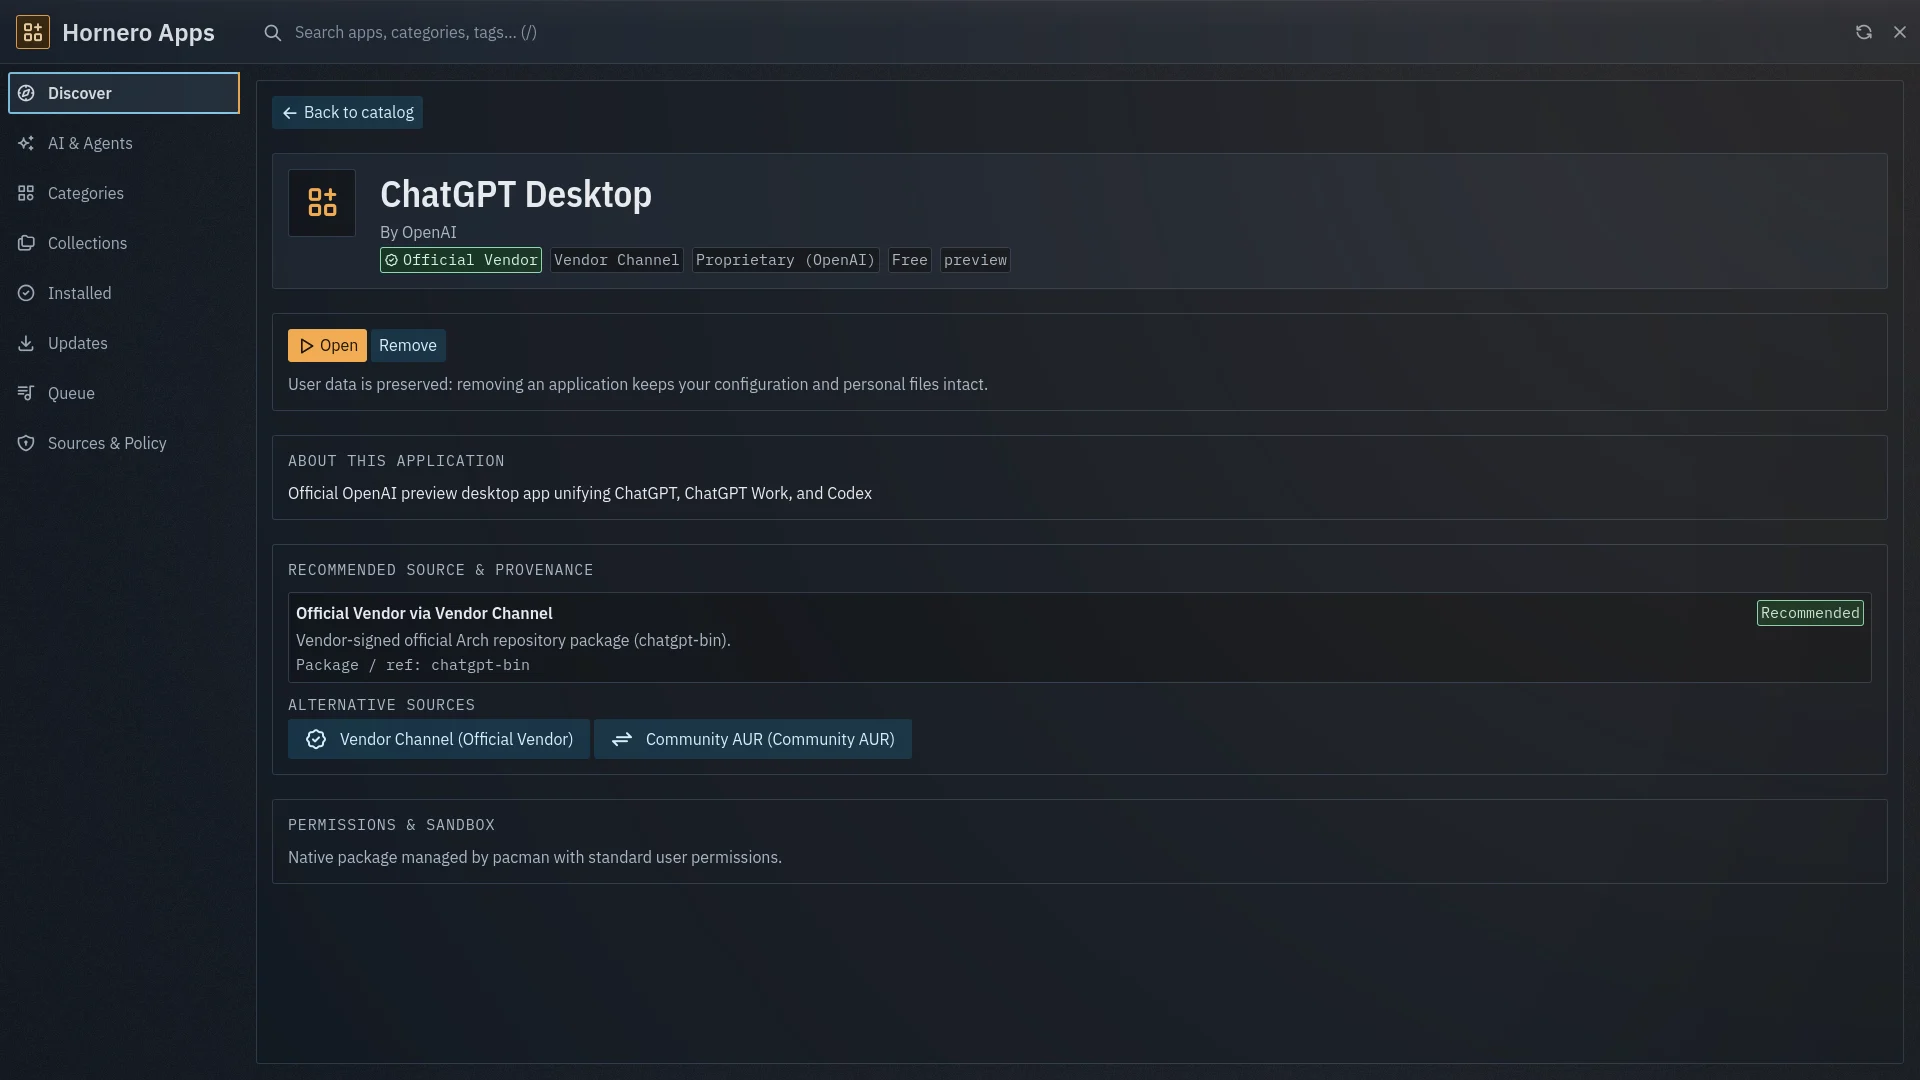 Hornero Apps
Search apps, categories, tags... (/)
Discover
AI & Agents
Categories
Collections
Installed
Updates
Queue
Sources & Policy
Back to catalog
ChatGPT Desktop
By OpenAI
Official Vendor
Vendor Channel
Proprietary (OpenAI)
Free
preview
Open
Remove
User data is preserved: removing an application keeps your configuration and personal files intact.
ABOUT THIS APPLICATION
Official OpenAI preview desktop app unifying ChatGPT, ChatGPT Work, and Codex
RECOMMENDED SOURCE & PROVENANCE
Official Vendor via Vendor Channel
Recommended
Vendor-signed official Arch repository package (chatgpt-bin).
Package / ref: chatgpt-bin
ALTERNATIVE SOURCES
Vendor Channel (Official Vendor)
Community AUR (Community AUR)
PERMISSIONS & SANDBOX
Native package managed by pacman with standard user permissions.